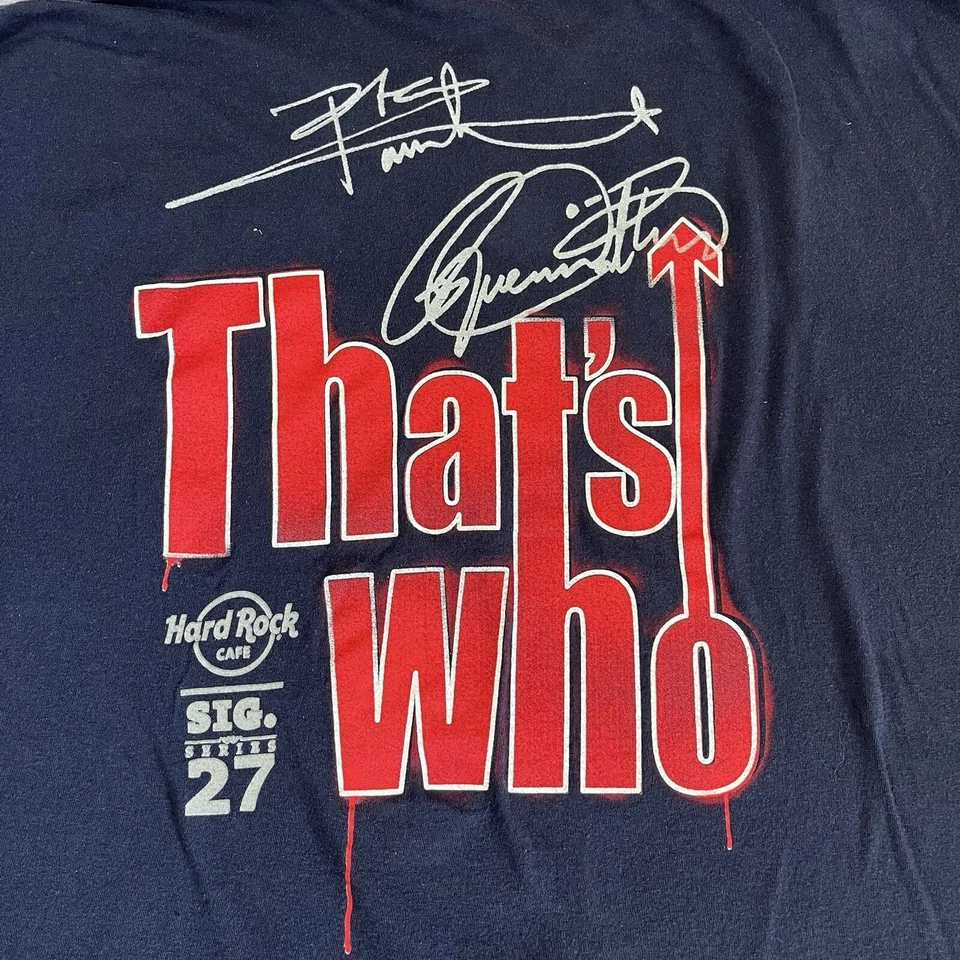 That's
Who
Hard Rock
CAFE
SIG.
SERIES
27